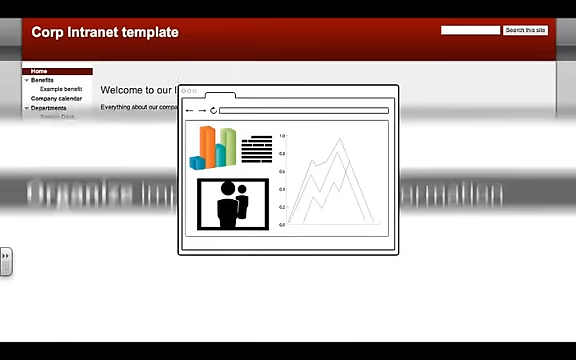 Corp Intranet template
Search this site
Home
Benefits
Example benefit
Company calendar
Departments
Welcome to our
Everything about our
1.0
0.8
0.6
0.4
0.2
0.0
Organize